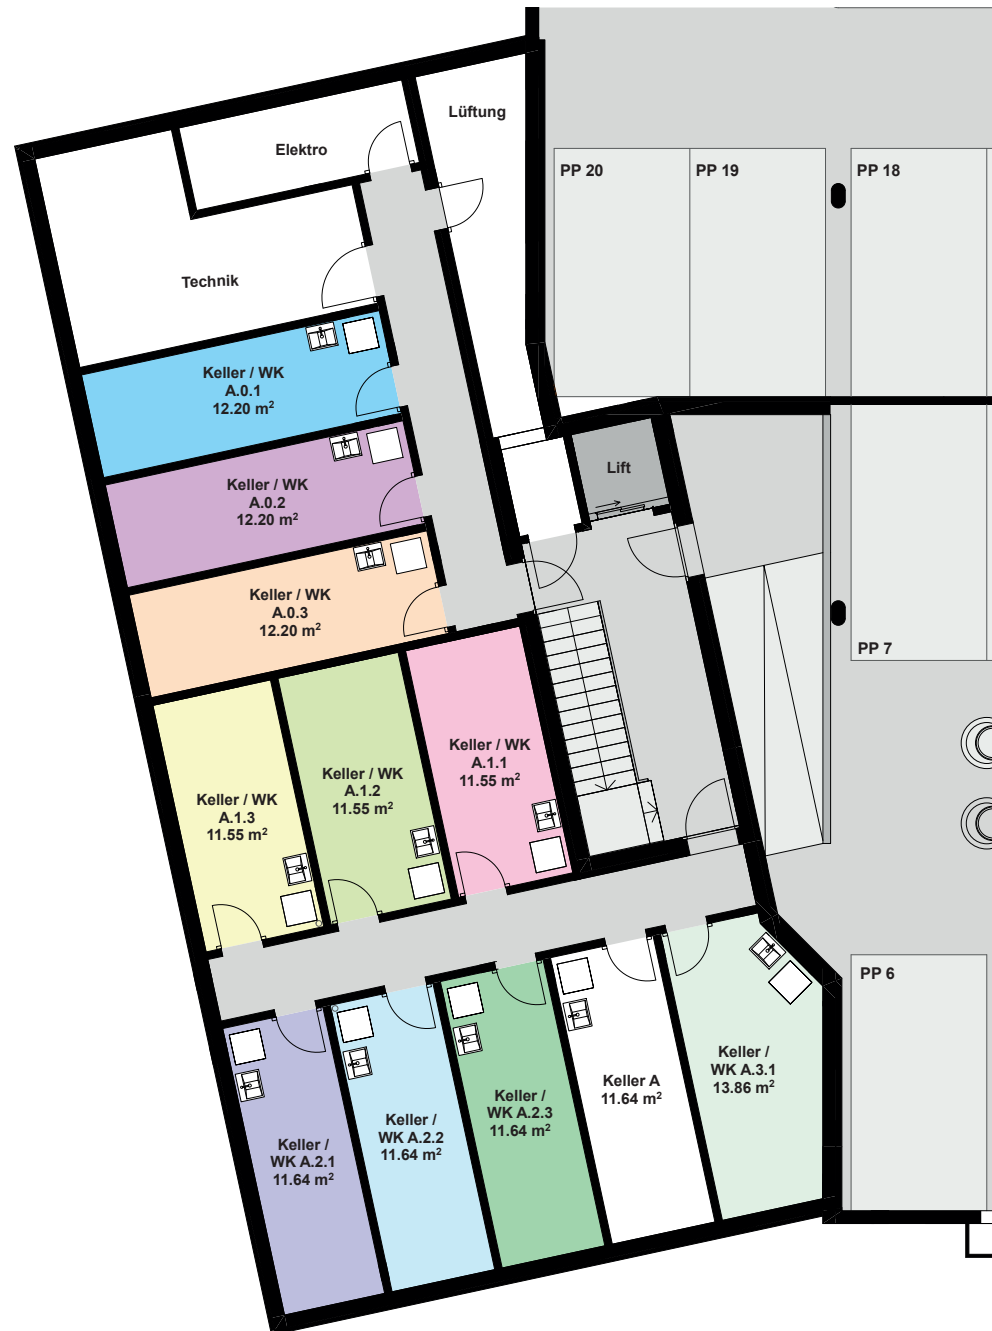 Lüftung
Elektro
PP 20
PP 19
PP 18
Technik
Keller / WK
A.0.1
12.20 m²
Keller / WK
A.0.2
12.20 m²
Lift
Keller / WK
A.0.3
12.20 m²
PP 7
Keller / WK
A.1.1
11.55 m²
Keller / WK
A.1.2
11.55 m²
Keller / WK
A.1.3
11.55 m²
PP 6
Keller /
WK A.3.1
13.86 m²
Keller A
11.64 m²
Keller /
WK A.2.3
11.64 m²
Keller /
WK A.2.2
11.64 m²
Keller /
WK A.2.1
11.64 m²